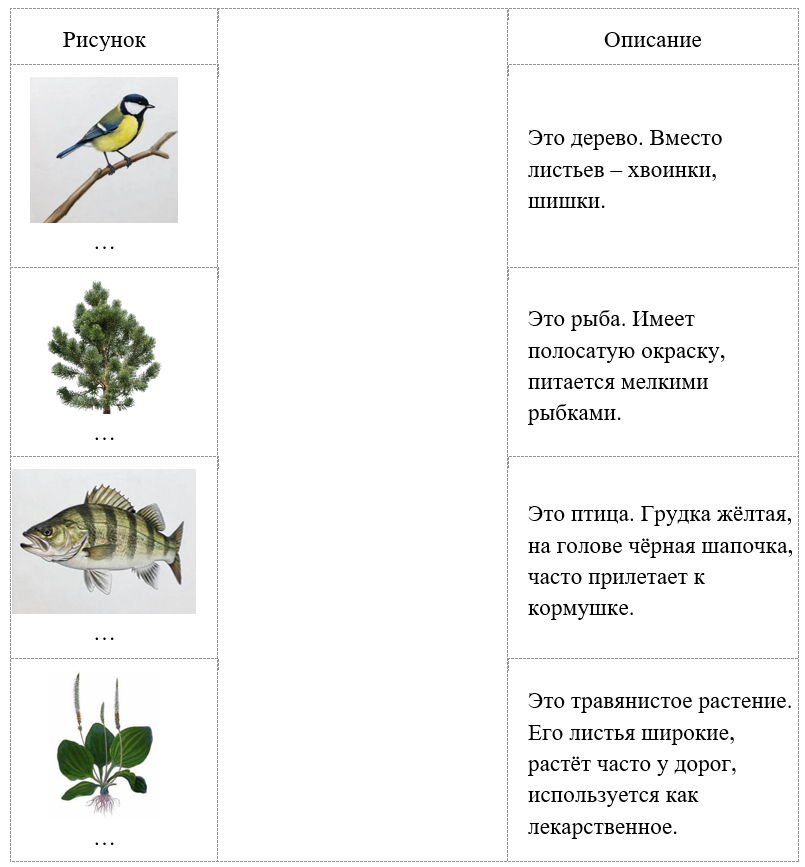 Рисунок
Описание
…
Это дерево. Вместо
листьев – хвоинки,
шишки.
…
Это рыба. Имеет
полосатую окраску,
питается мелкими
рыбками.
…
Это птица. Грудка жёлтая,
на голове чёрная шапочка,
часто прилетает к
кормушке.
…
Это травянистое растение.
Его листья широкие,
растёт часто у дорог,
используется как
лекарственное.